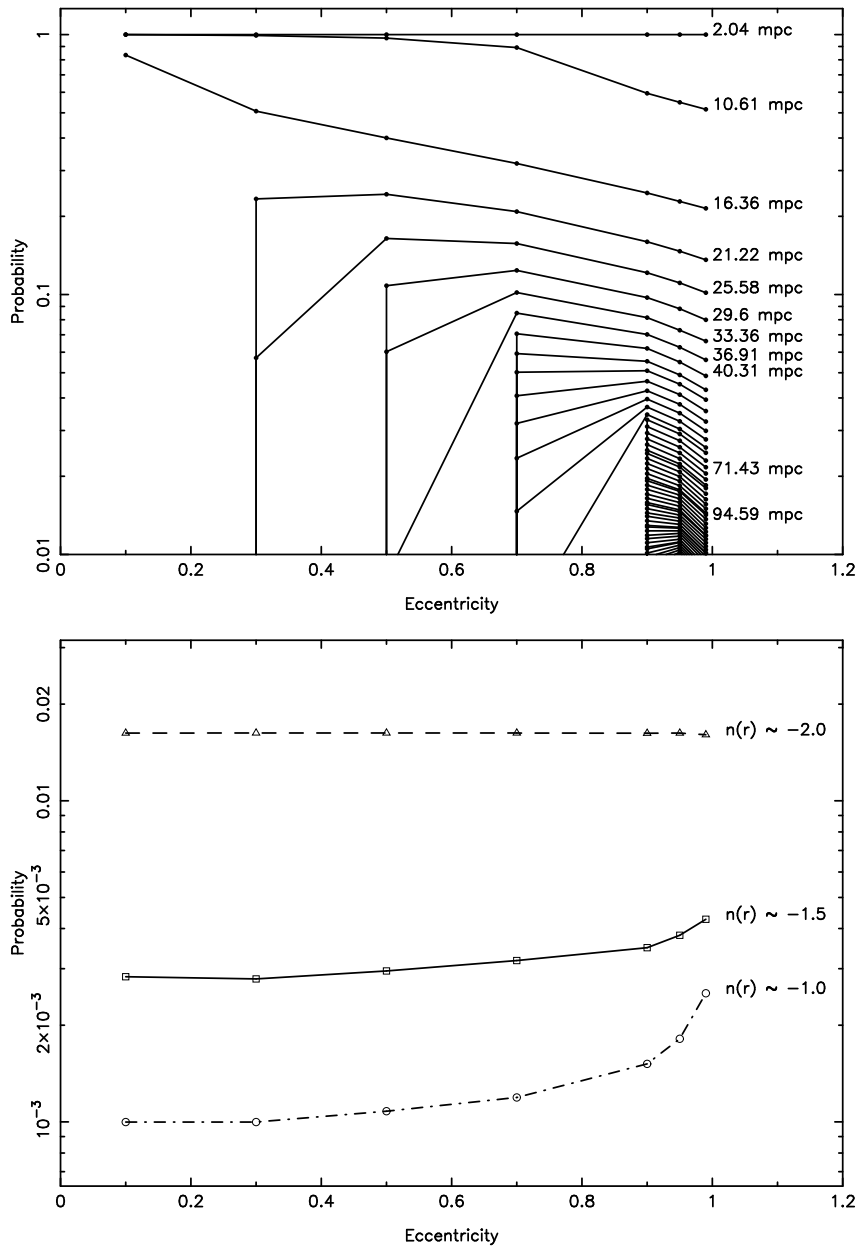 1
0.1
0.01
Probability
2.04 mpc
10.61 mpc
16.36 mpc
21.22 mpc
25.58 mpc
29.6 mpc
33.36 mpc
36.91 mpc
40.31 mpc
71.43 mpc
94.59 mpc
0 0.2 0.4 0.6 0.8 1 1.2
Eccentricity
0.02
0.01
5×10⁻³
2×10⁻³
10⁻³
Probability
n(r) ~ −2.0
n(r) ~ −1.5
n(r) ~ −1.0
0 0.2 0.4 0.6 0.8 1 1.2
Eccentricity